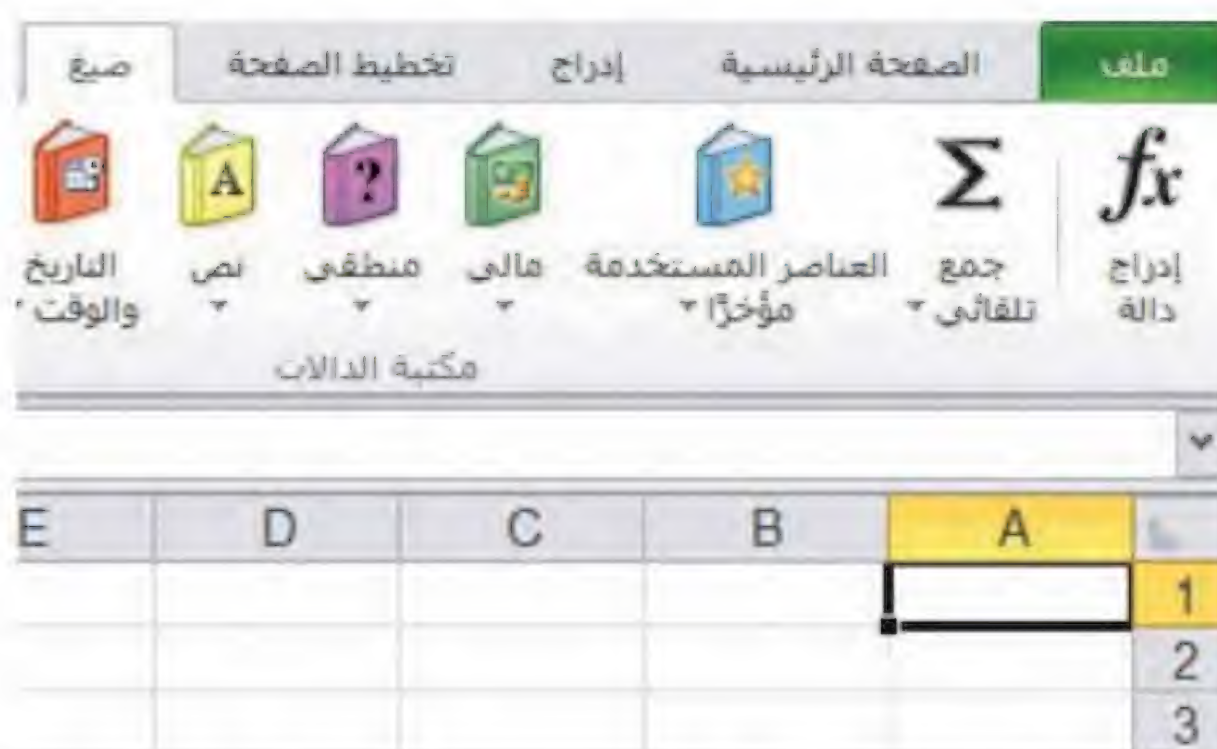 ملف الصفحة الرئيسية إدراج تخطيط الصفحة صيغ
fx Σ ? A
إدراج دالة
جمع تلقائي
العناصر المستخدمة مؤخرًا
مالي
منطقي
نص
التاريخ والوقت
مكتبة الدالات
A B C D E
1
2
3